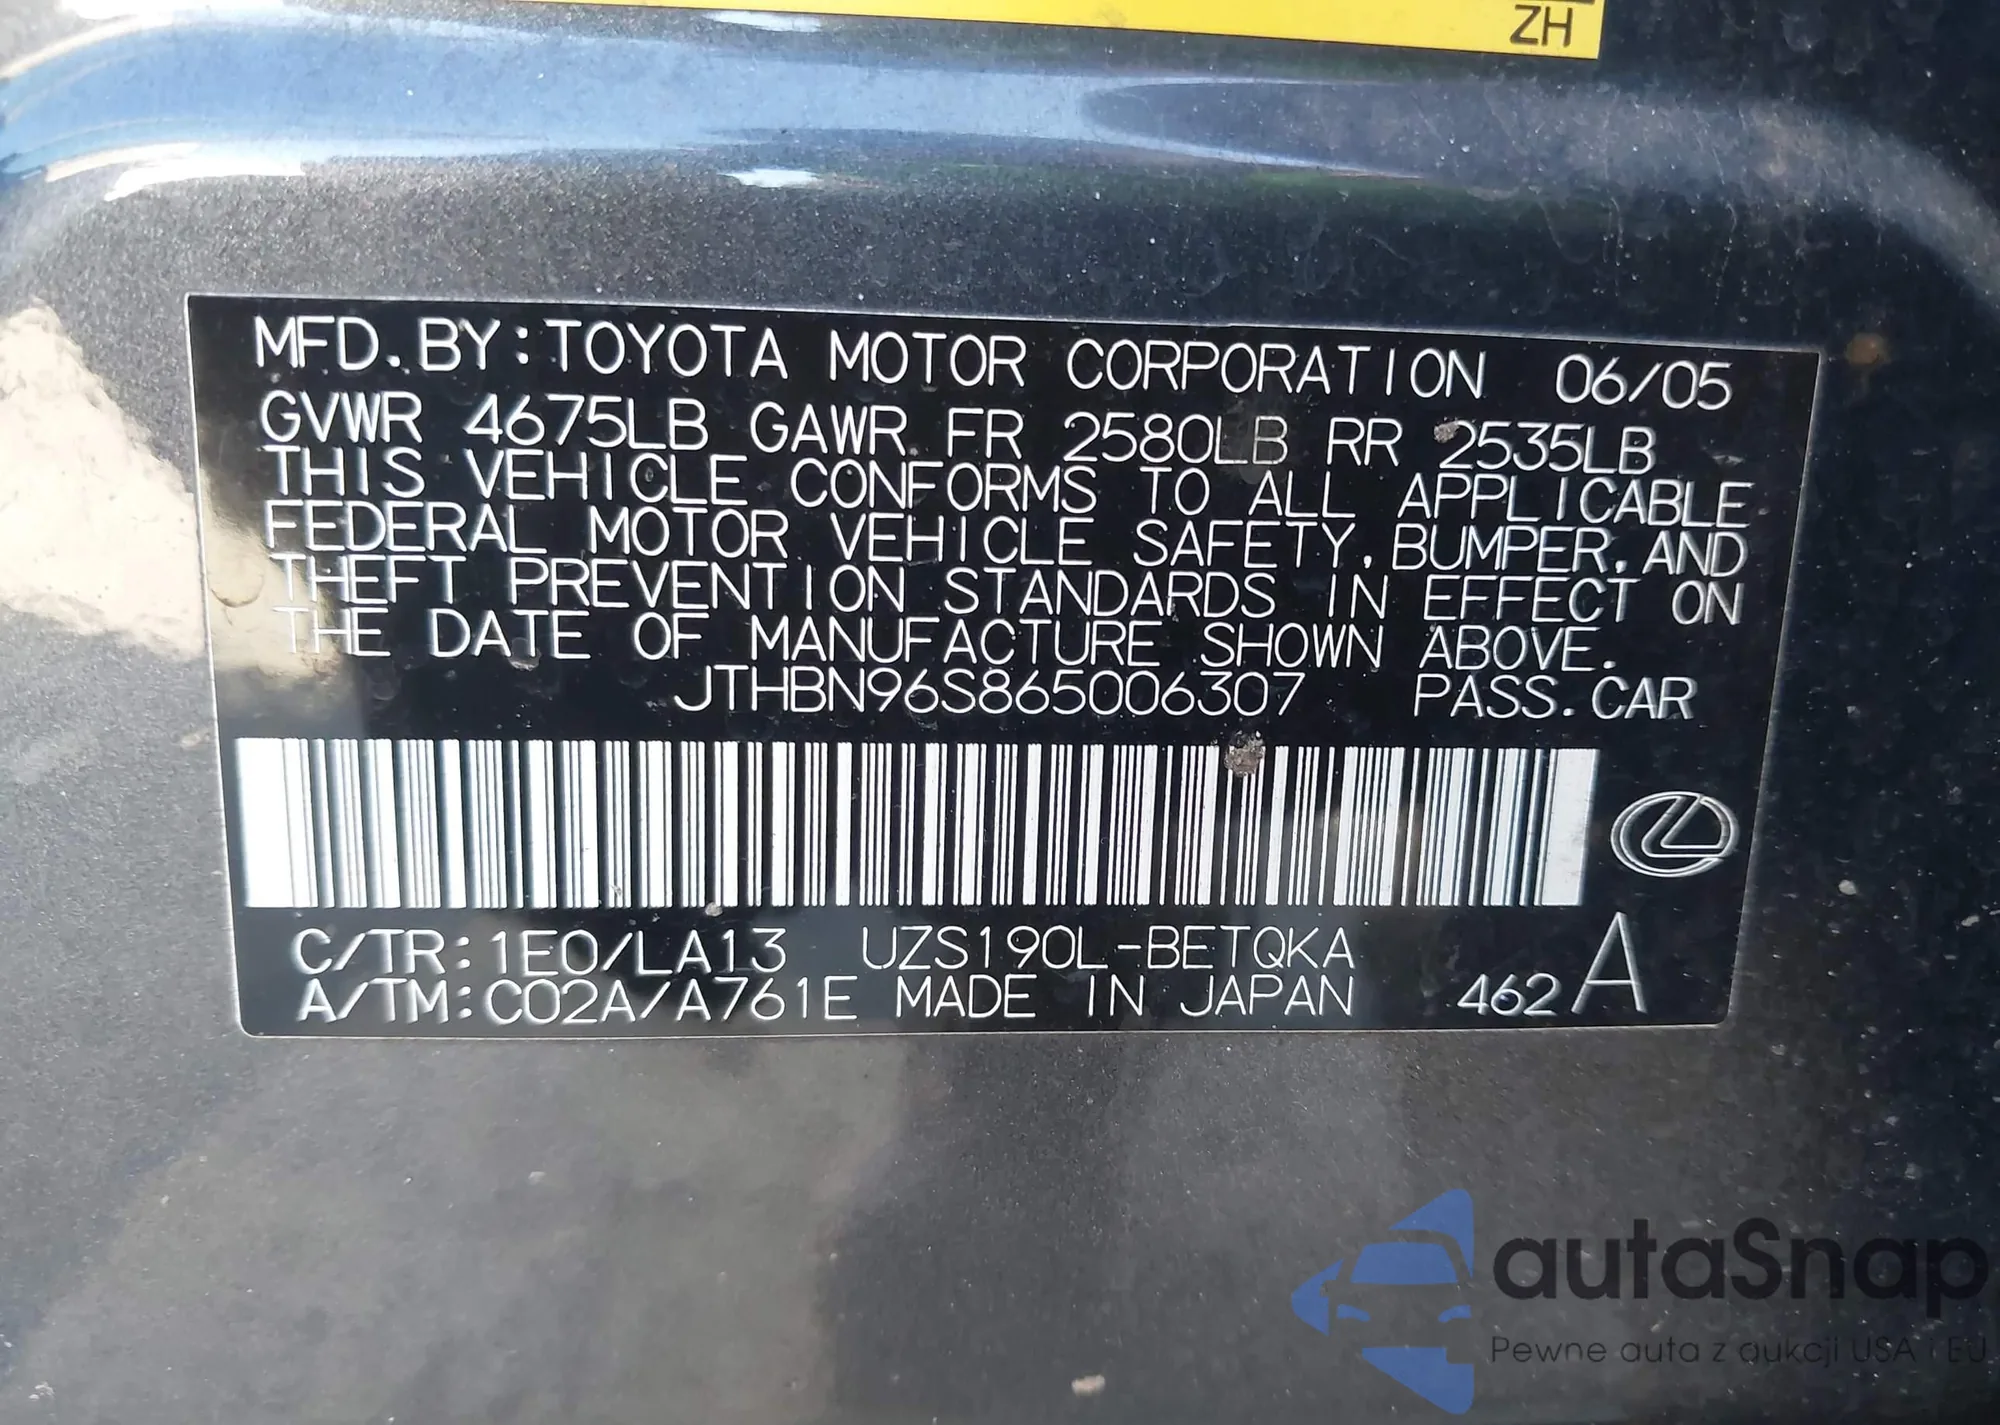 ZH
MFD.BY:TOYOTA MOTOR CORPORATION 06/05
GVWR 4675LB GAWR FR 2580LB RR 2535LB
THIS VEHICLE CONFORMS TO ALL APPLICABLE
FEDERAL MOTOR VEHICLE SAFETY,BUMPER,AND
THEFT PREVENTION STANDARDS IN EFFECT ON
THE DATE OF MANUFACTURE SHOWN ABOVE.
JTHBN96S865006307 PASS.CAR
C/TR:1E0/LA13 UZS190L-BETQKA
A/TM:C02A/A761E MADE IN JAPAN 462A
autaSnap
Pewne auta z aukcji USA i EU